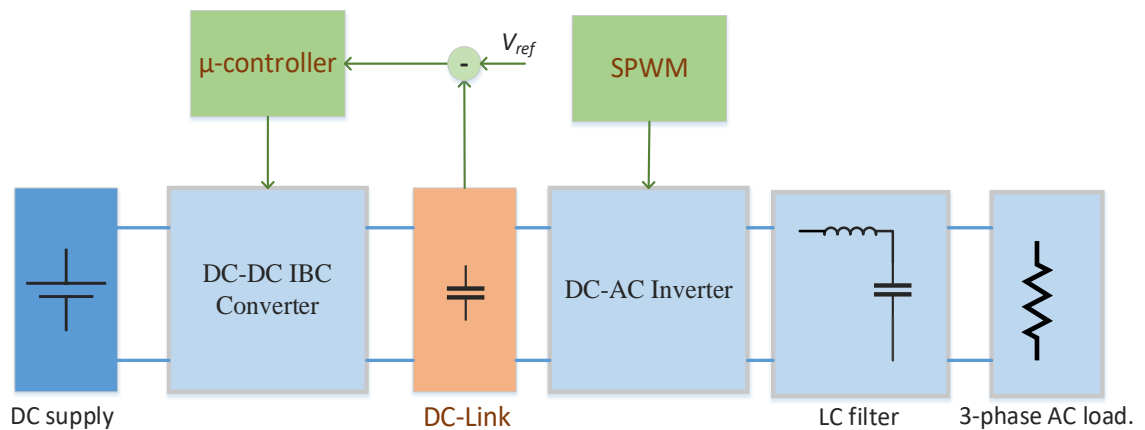 μ-controller
-
V_ref
SPWM
DC-DC IBC
Converter
DC-AC Inverter
DC supply
DC-Link
LC filter
3-phase AC load.